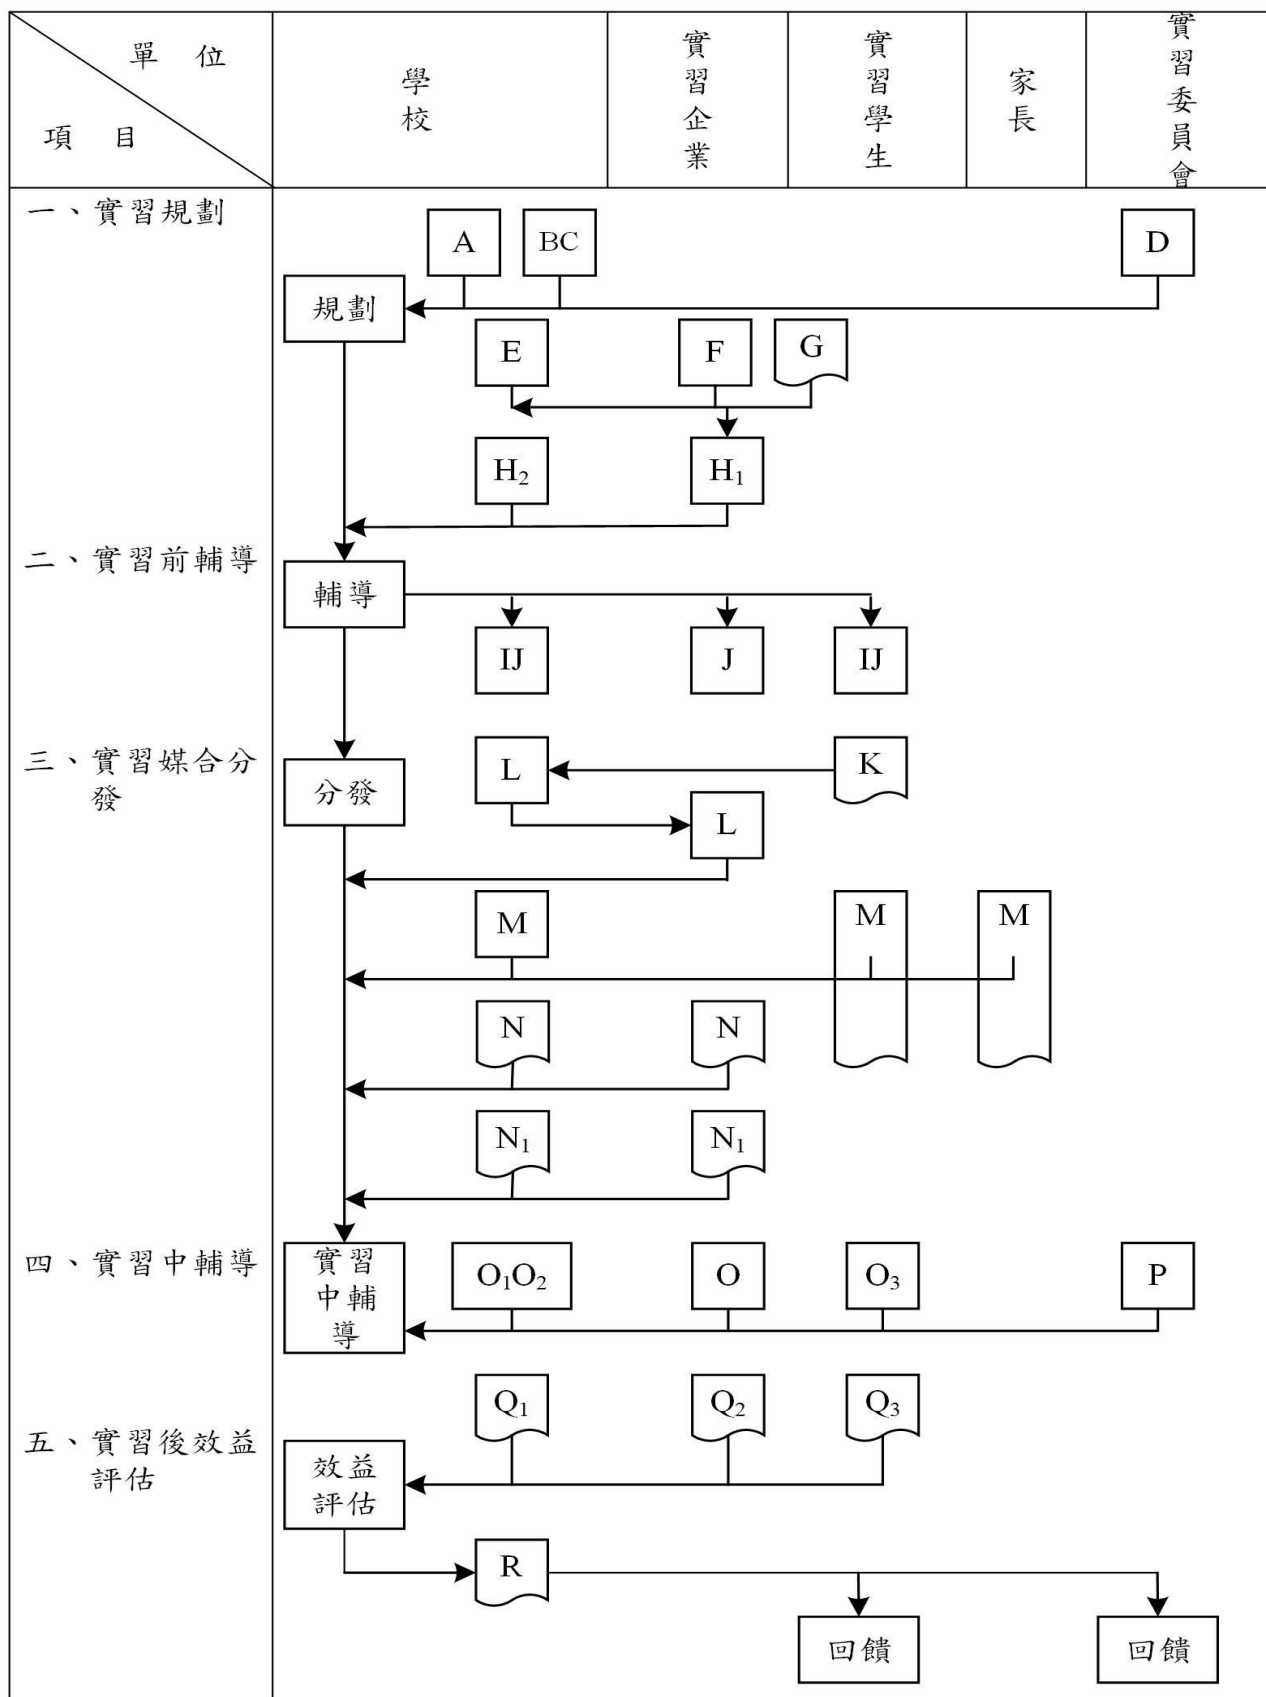 單 位
項 目
學校
實習企業
實習學生
家長
實習委員會
一、實習規劃
A
BC
D
規劃
E
F
G
H₂
H₁
二、實習前輔導
輔導
IJ
J
IJ
三、實習媒合分
發
分發
L
K
L
M
M
M
N
N
N₁
N₁
四、實習中輔導
實習
中輔
導
O₁O₂
O
O₃
P
Q₁
Q₂
Q₃
五、實習後效益
評估
效益
評估
R
回饋
回饋